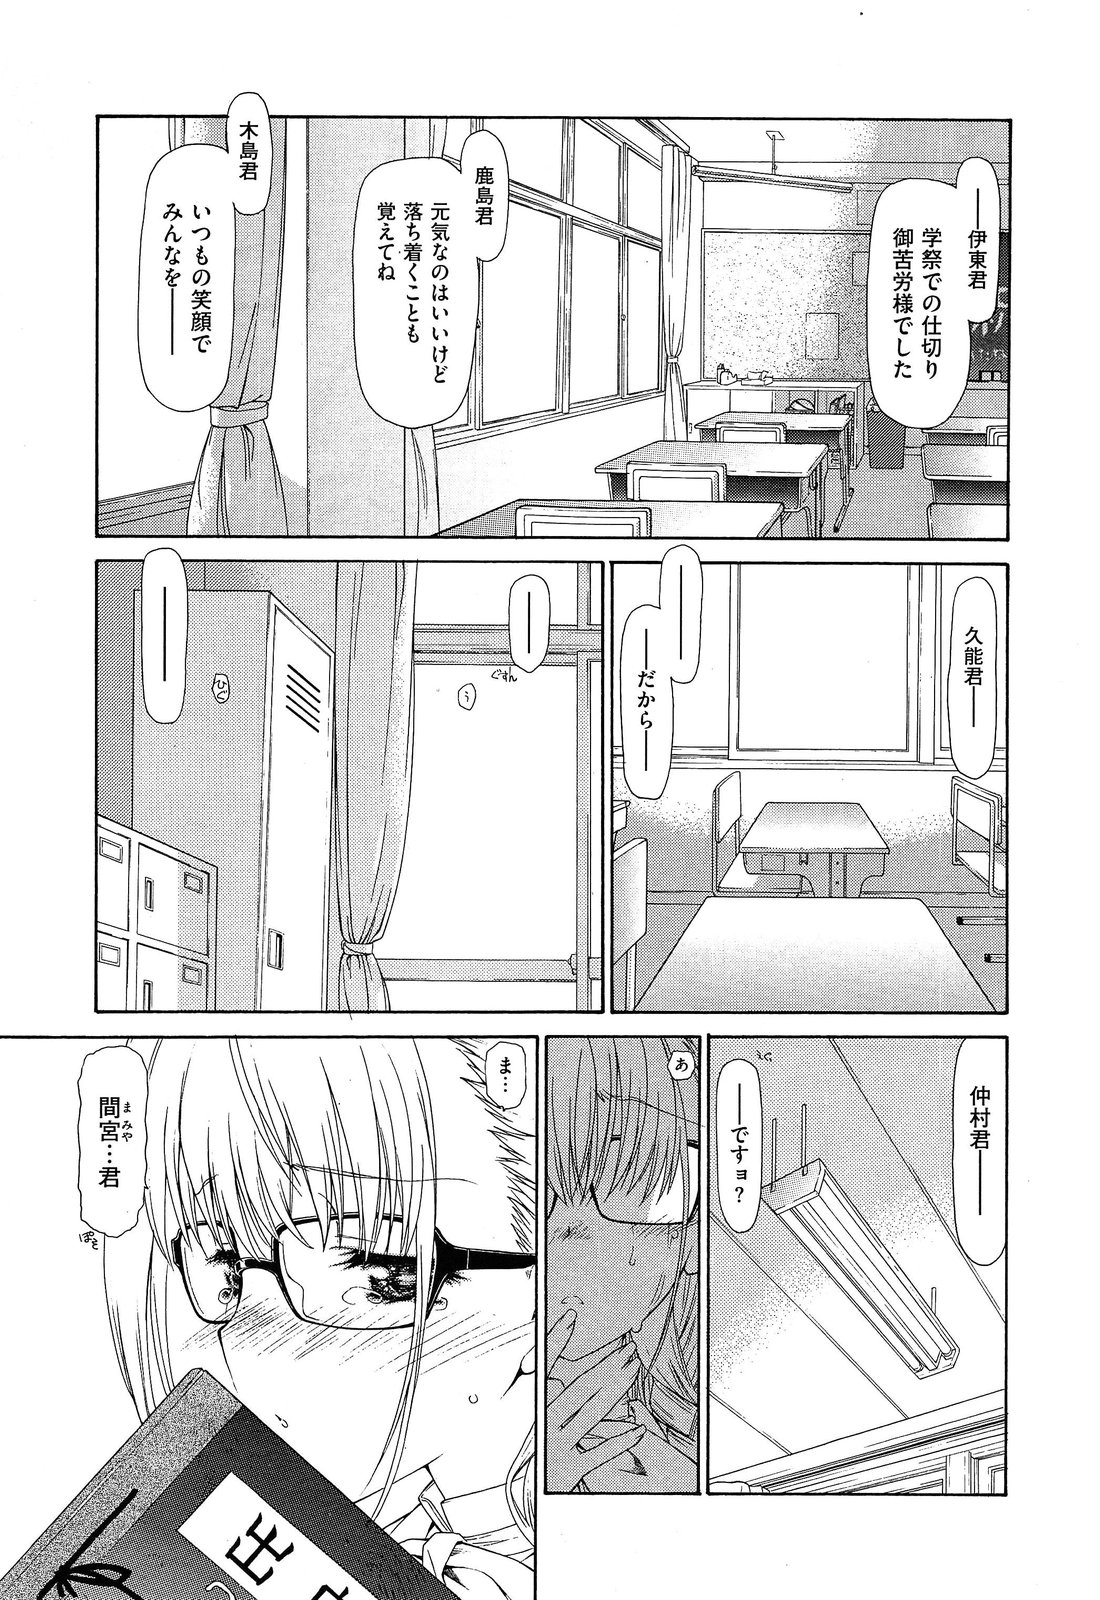 ――伊東君
学祭での仕切り
御苦労様でした
鹿島君
元気なのはいいけど
落ち着くことも
覚えてね
木島君
いつもの笑顔で
みんなを――
久能君――
――
――だから――
――
ぐすん
う
ひぐ
――
仲村君――
えぐ
――ですョ?
あ
ま…
間宮…君
まみや
ぽそ
出